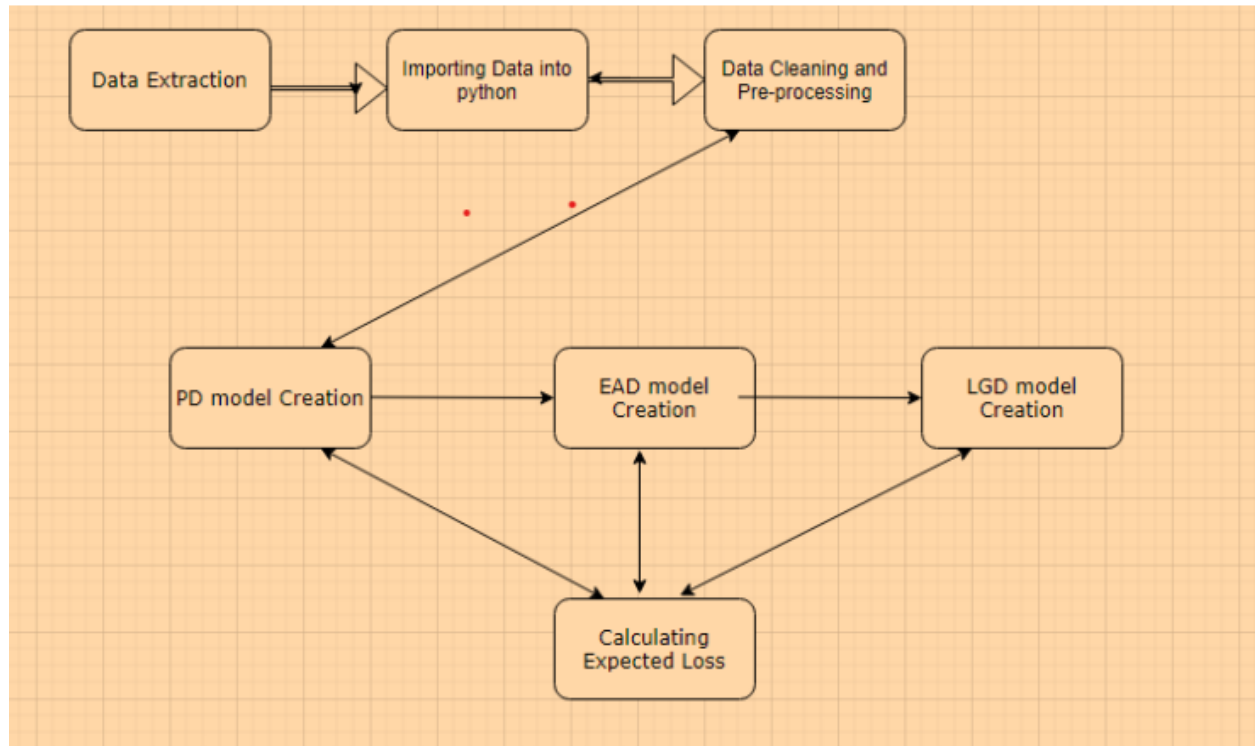 Data Extraction
Importing Data into
python
Data Cleaning and
Pre-processing
PD model Creation
EAD model
Creation
LGD model
Creation
Calculating
Expected Loss